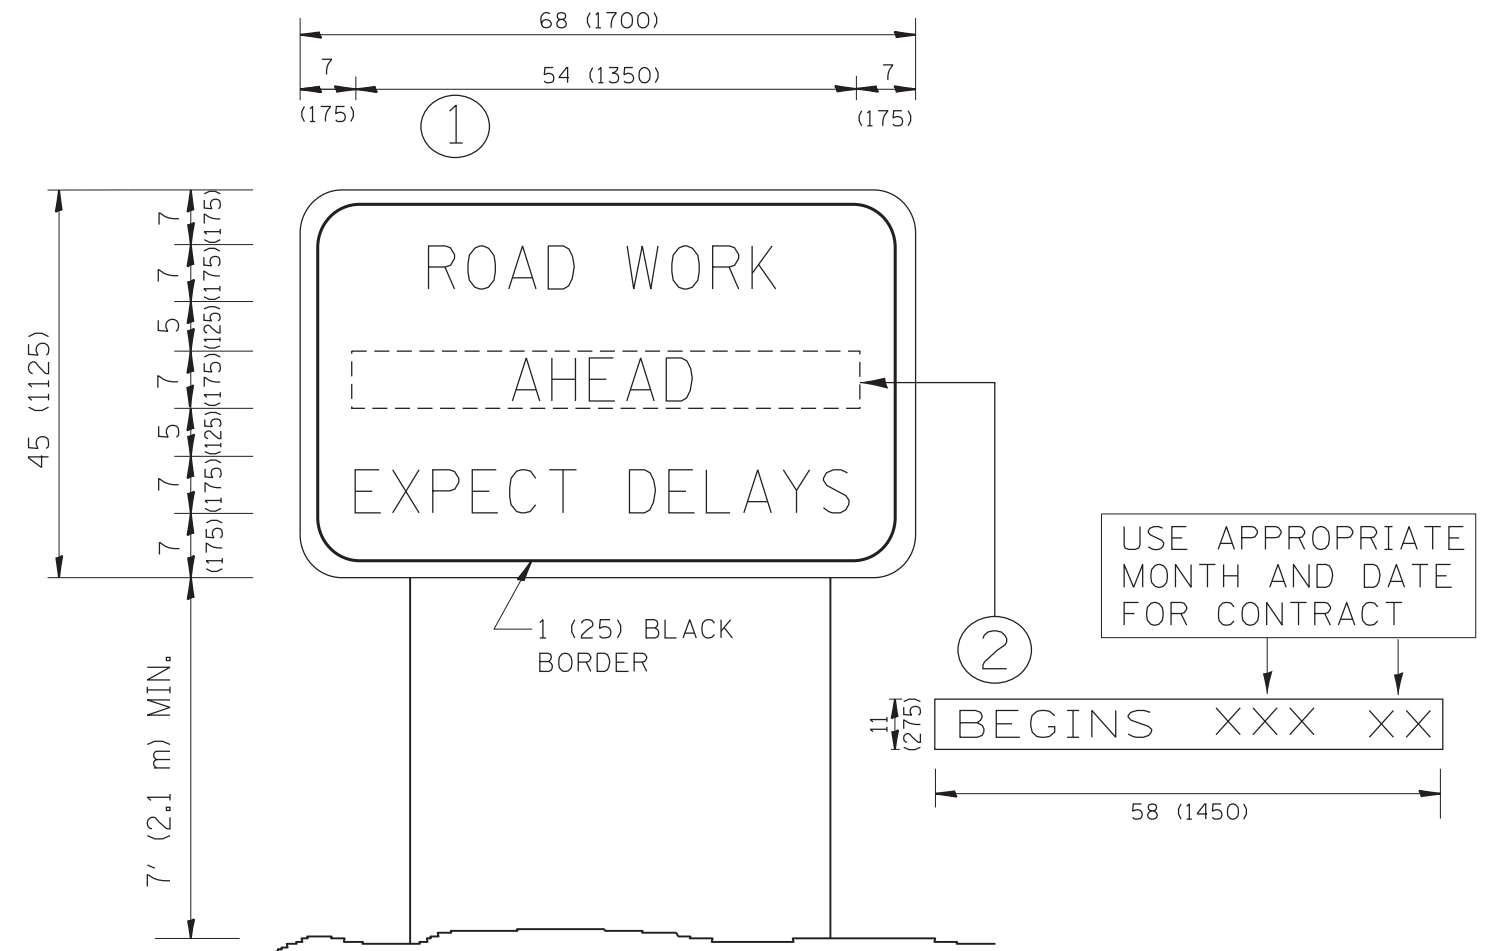 68 (1700)
7
54 (1350)
7
(175)
(175)
1
45 (1125)
7
(175)
7
(175)
5
(125)
7
(175)
5
(125)
7
(175)
7
(175)
ROAD WORK
AHEAD
EXPECT DELAYS
1 (25) BLACK
BORDER
7' (2.1 m) MIN.
2
USE APPROPRIATE
MONTH AND DATE
FOR CONTRACT
11
(275)
BEGINS XXX XX
58 (1450)